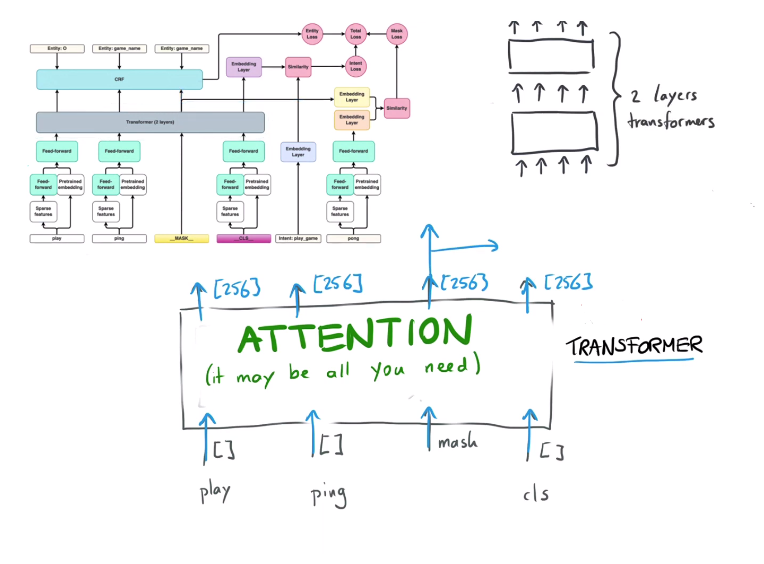 Entity Loss
Total Loss
Mask Loss
Entity: O
Entity: game_name
Entity: game_name
CRF
Embedding Layer
Similarity
Intent Loss
Embedding Layer
Similarity
Transformer (2 layers)
Embedding Layer
Feed-forward
Feed-forward
Feed-forward
Embedding Layer
Feed-forward
Feed-forward
Pretrained embedding
Feed-forward
Pretrained embedding
Feed-forward
Pretrained embedding
Feed-forward
Pretrained embedding
Sparse features
Sparse features
Sparse features
Sparse features
play
ping
__MASK__
__CLS__
Intent: play_game
pong
2 layers
transformers
[256]
[256]
[256]
[256]
ATTENTION
(it may be all you need)
TRANSFORMER
[]
[]
mask
[]
play
ping
cls